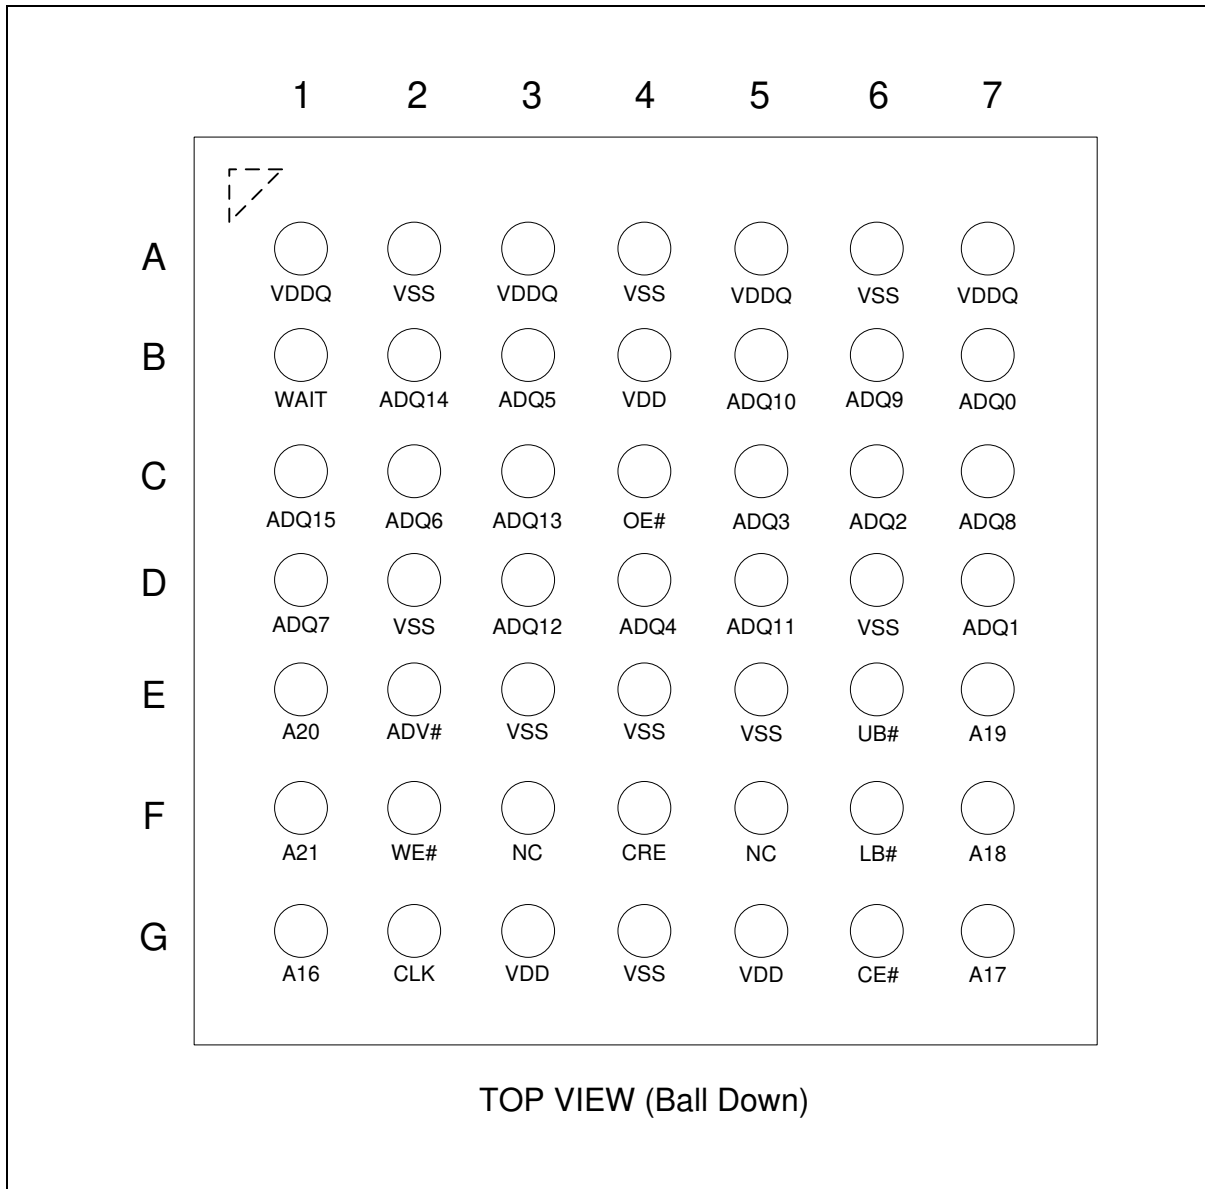 1 2 3 4 5 6 7
A
VDDQ VSS VDDQ VSS VDDQ VSS VDDQ
B
WAIT ADQ14 ADQ5 VDD ADQ10 ADQ9 ADQ0
C
ADQ15 ADQ6 ADQ13 OE# ADQ3 ADQ2 ADQ8
D
ADQ7 VSS ADQ12 ADQ4 ADQ11 VSS ADQ1
E
A20 ADV# VSS VSS VSS UB# A19
F
A21 WE# NC CRE NC LB# A18
G
A16 CLK VDD VSS VDD CE# A17
TOP VIEW (Ball Down)